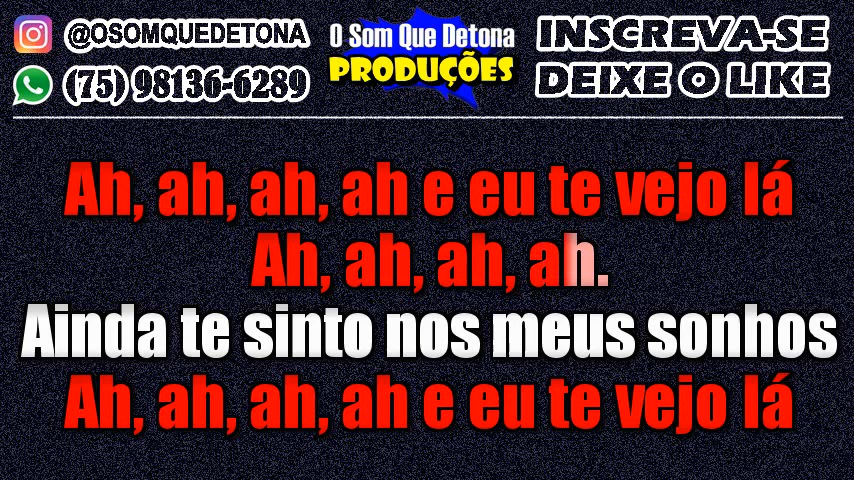 @OSOMQUEDETONA
(75) 98136-6289
O Som Que Detona
PRODUÇÕES
INSCREVA-SE
DEIXE O LIKE
Ah, ah, ah, ah e eu te vejo lá
Ah, ah, ah, ah.
Ainda te sinto nos meus sonhos
Ah, ah, ah, ah e eu te vejo lá